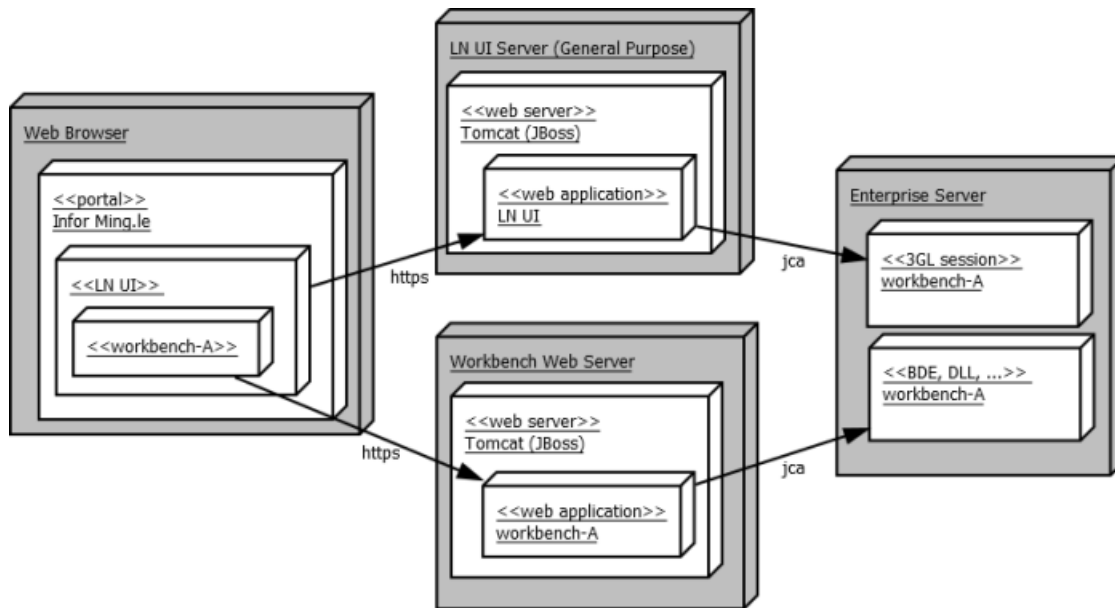 Web Browser
<<portal>>
Infor Ming.le
<<LN UI>>
<<workbench-A>>
https
https
LN UI Server (General Purpose)
<<web server>>
Tomcat (JBoss)
<<web application>>
LN UI
Workbench Web Server
<<web server>>
Tomcat (JBoss)
<<web application>>
workbench-A
jca
jca
Enterprise Server
<<3GL session>>
workbench-A
<<BDE, DLL, ...>>
workbench-A